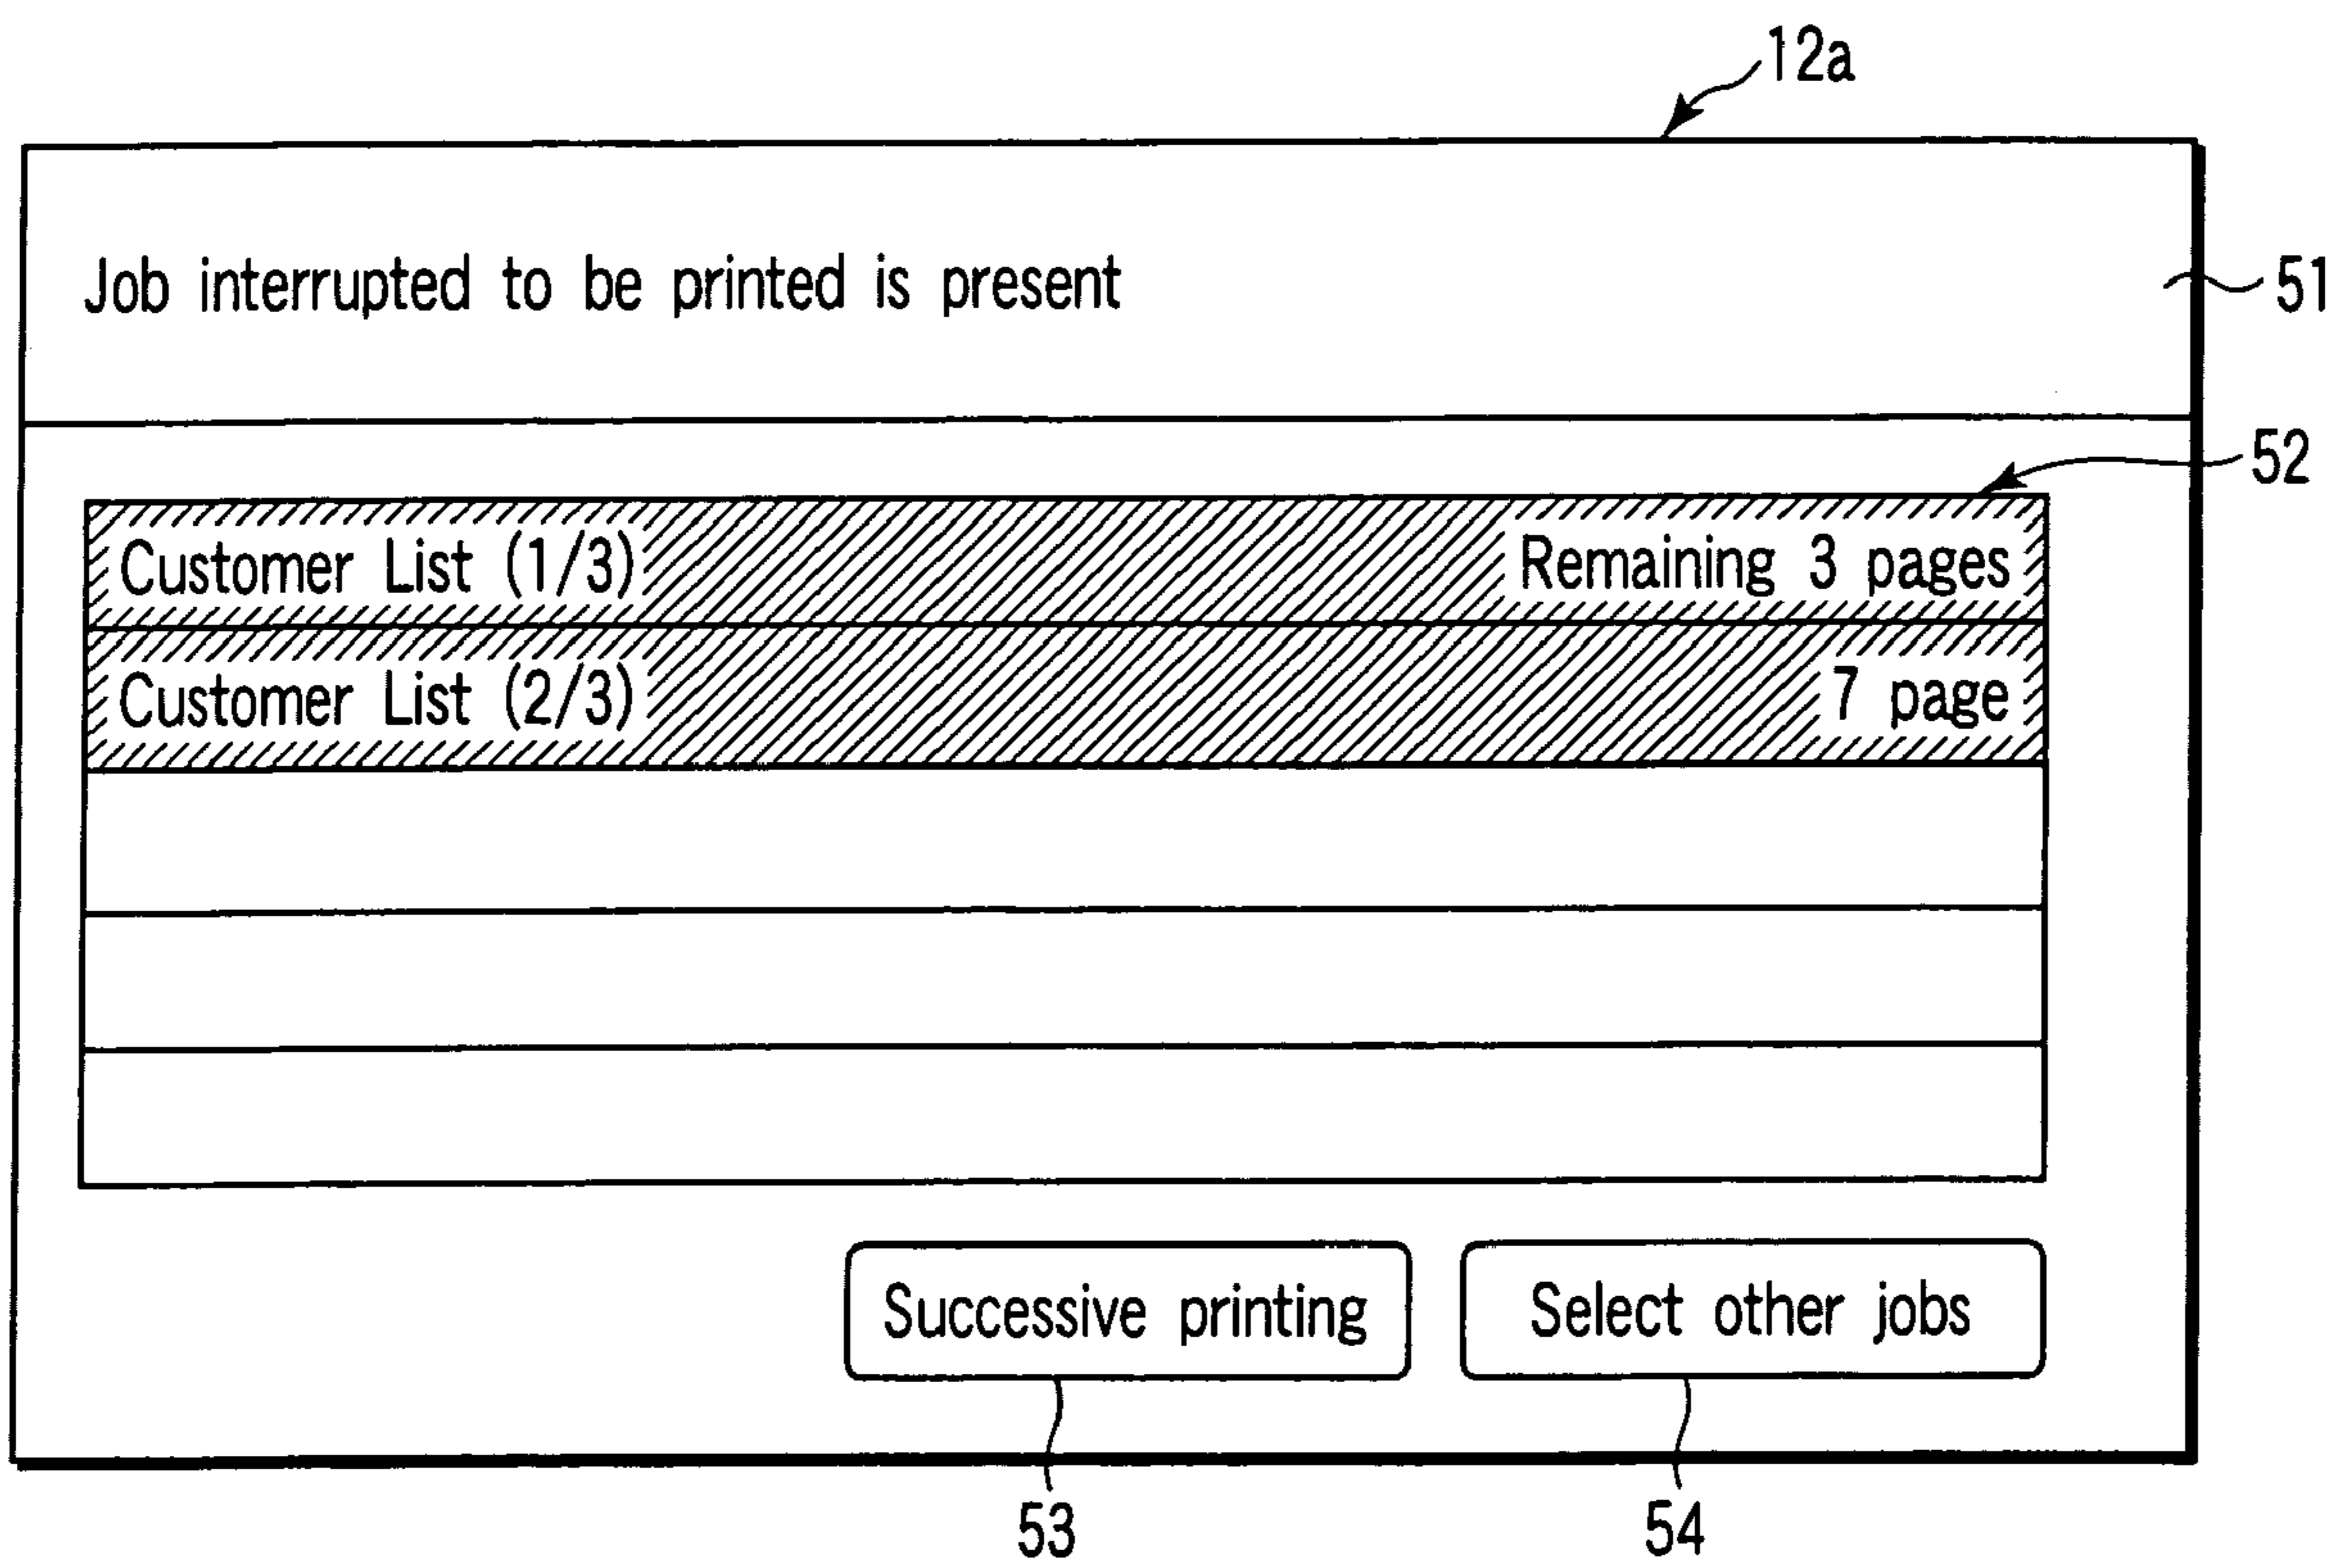 12a
Job interrupted to be printed is present
51
52
Customer List (1/3) Remaining 3 pages
Customer List (2/3) 7 page
Successive printing Select other jobs
53 54